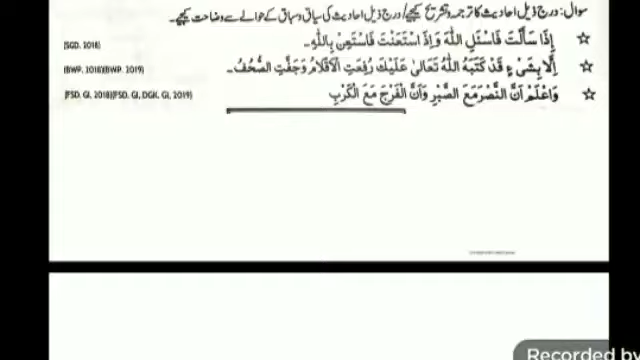 سوال: درج ذیل احادیث کا ترجمہ و تشریح کیجیے / درج ذیل احادیث کی سیاق و سباق کے حوالے سے وضاحت کیجیے۔
☆ اِذَا سَأَلْتَ فَاسْئَلِ اللّٰهَ وَاِذَا اسْتَعَنْتَ فَاسْتَعِنْ بِاللّٰهِ۔ (SGD. 2018)
☆ اِلَّا بِشَیْءٍ قَدْ كَتَبَهُ اللّٰهُ تَعَالٰی عَلَيْكَ رُفِعَتِ الْاَقْلَامُ وَجَفَّتِ الصُّحُفُ۔ (BWP. 2018)(BWP. 2019)
☆ وَاعْلَمْ اَنَّ النَّصْرَ مَعَ الصَّبْرِ وَاَنَّ الْفَرَجَ مَعَ الْكَرْبِ (FSD. GI, 2018)(FSD. GI, DGK. GI, 2019)
Recorded by